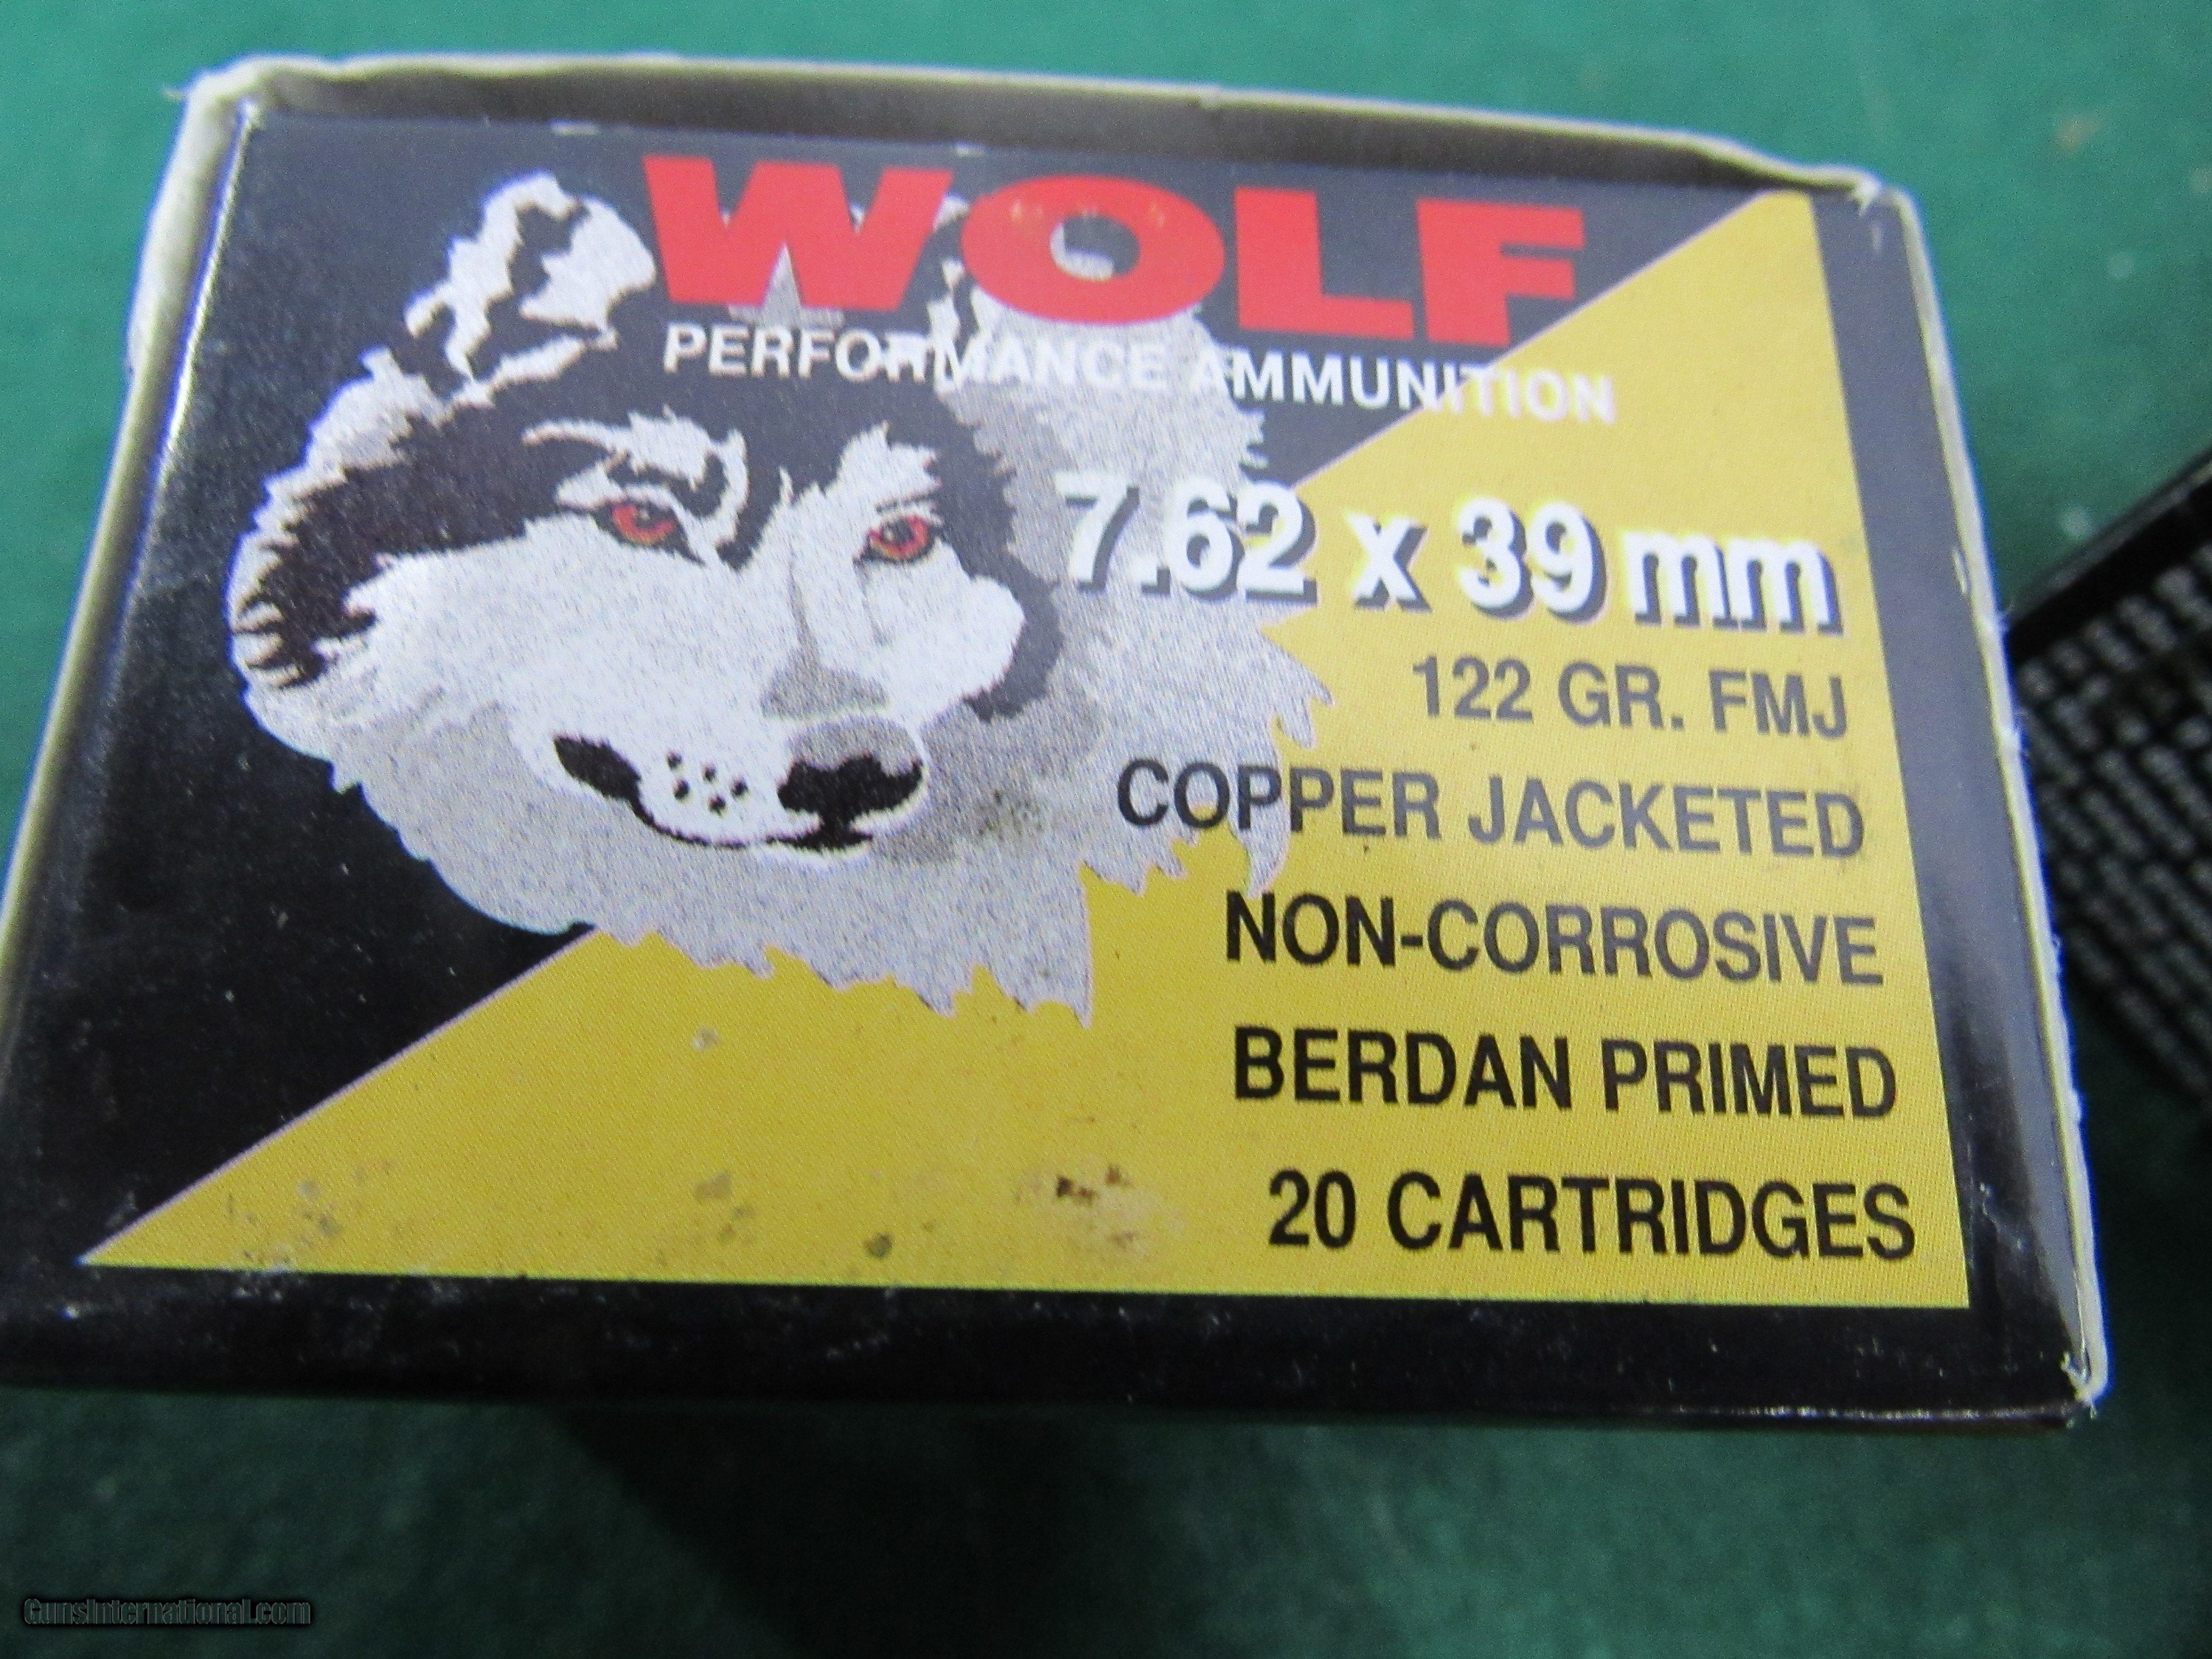 WOLF
PERFORMANCE AMMUNITION
7.62 x 39 mm
122 GR. FMJ
COPPER JACKETED
NON-CORROSIVE
BERDAN PRIMED
20 CARTRIDGES
GunsInternational.com